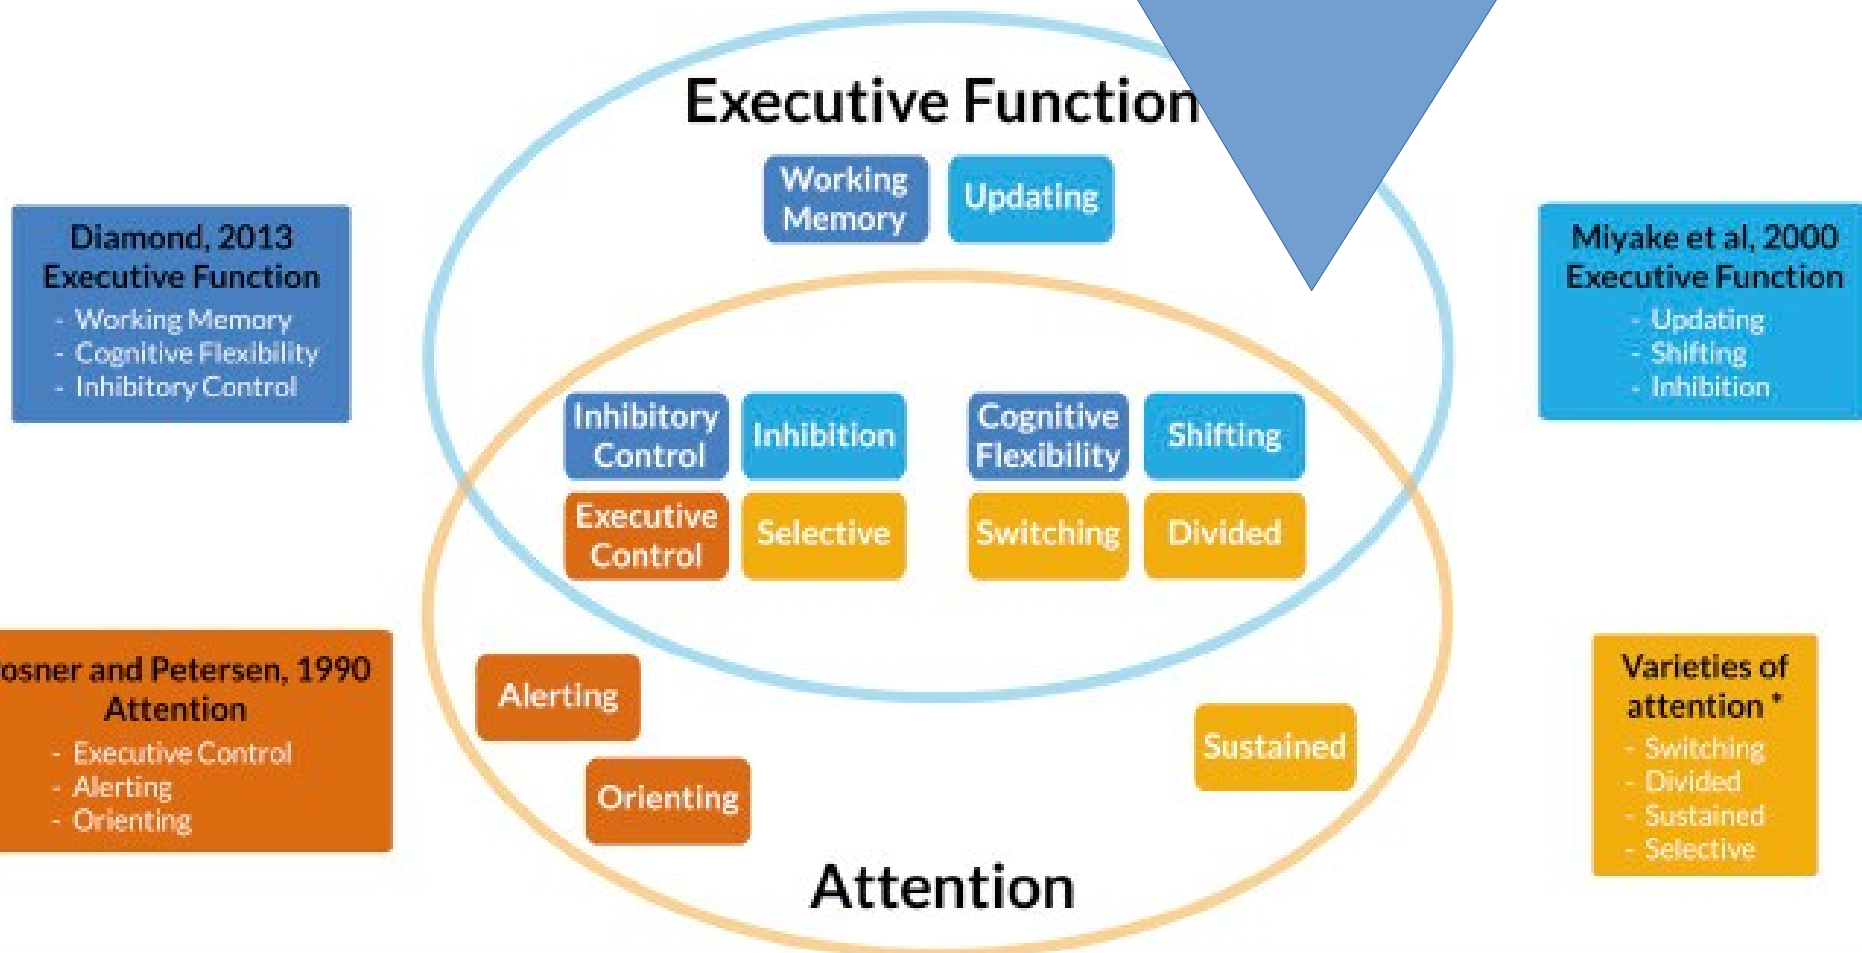 Executive Function
Working
Memory
Updating
Diamond, 2013
Executive Function
- Working Memory
- Cognitive Flexibility
- Inhibitory Control
Miyake et al, 2000
Executive Function
- Updating
- Shifting
- Inhibition
Inhibitory
Control
Inhibition
Cognitive
Flexibility
Shifting
Executive
Control
Selective
Switching
Divided
osner and Petersen, 1990
Attention
- Executive Control
- Alerting
- Orienting
Alerting
Orienting
Sustained
Varieties of
attention *
- Switching
- Divided
- Sustained
- Selective
Attention